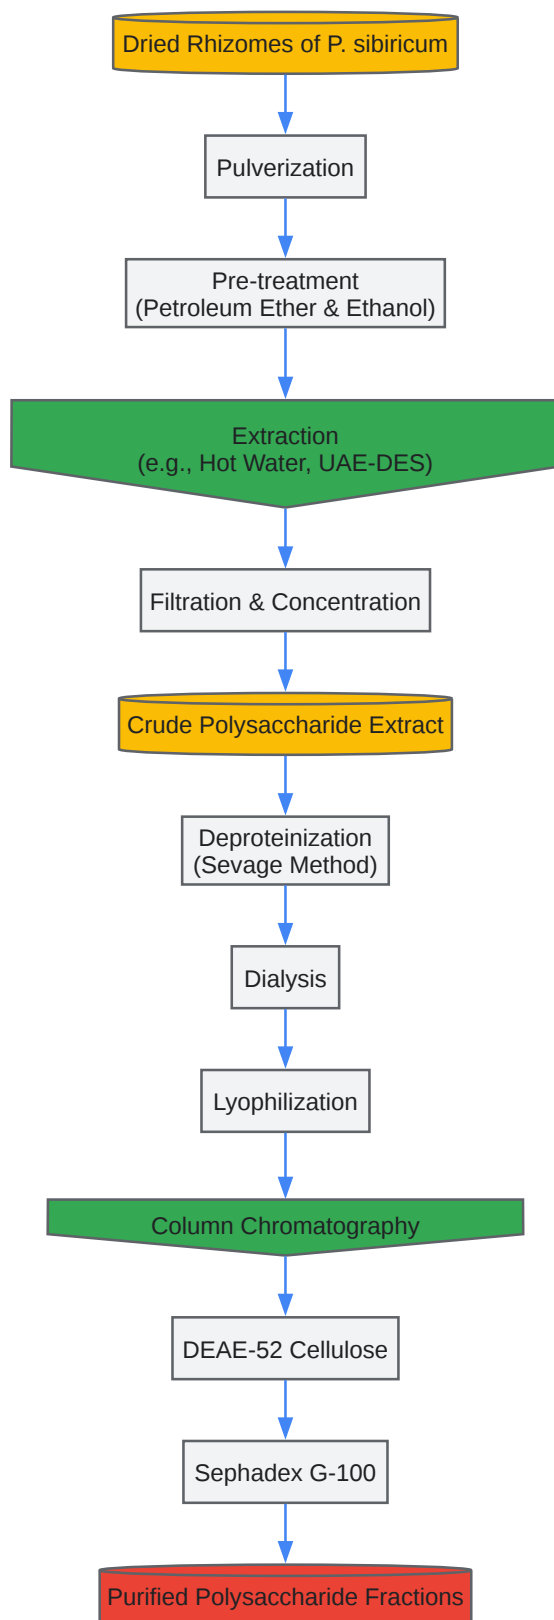 Dried Rhizomes of P. sibiricum
Pulverization
Pre-treatment
(Petroleum Ether & Ethanol)
Extraction
(e.g., Hot Water, UAE-DES)
Filtration & Concentration
Crude Polysaccharide Extract
Deproteinization
(Sevage Method)
Dialysis
Lyophilization
Column Chromatography
DEAE-52 Cellulose
Sephadex G-100
Purified Polysaccharide Fractions